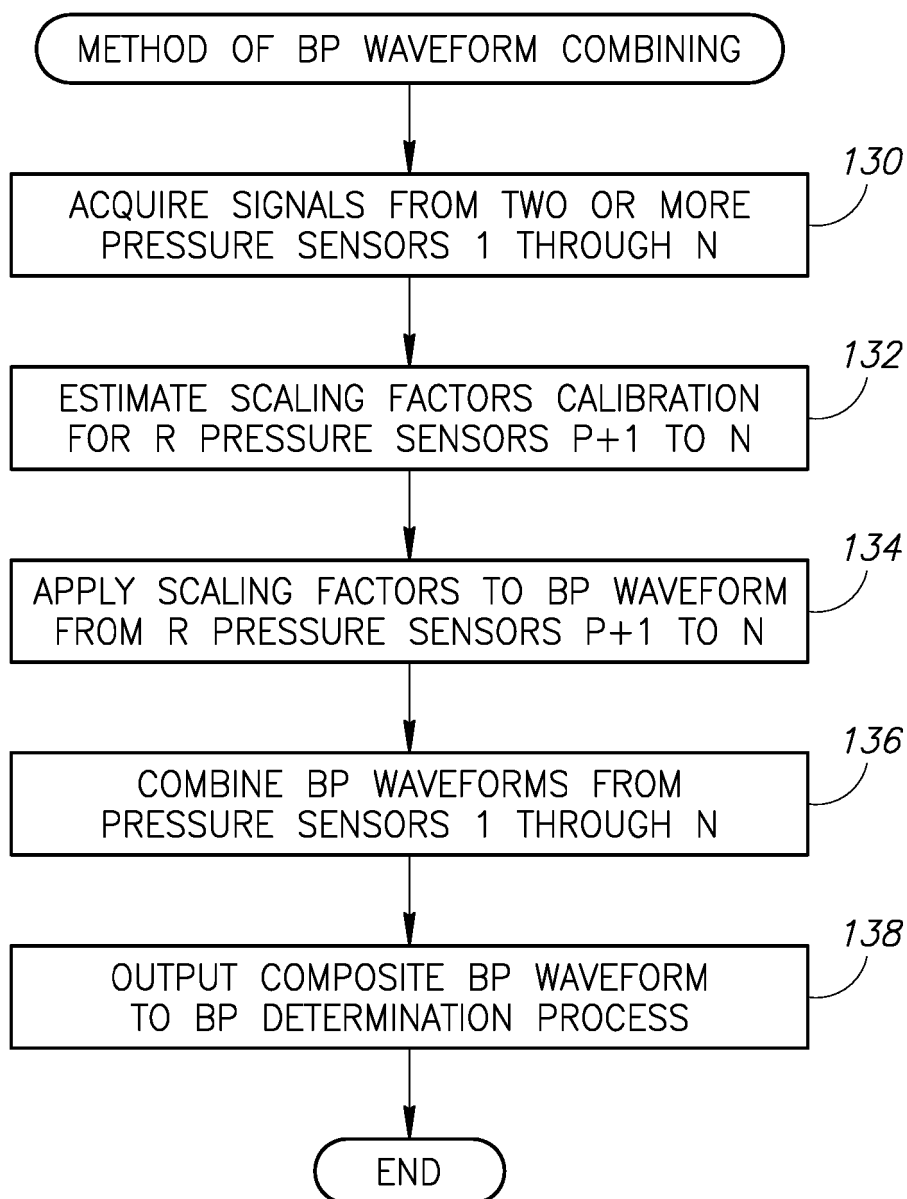 METHOD OF BP WAVEFORM COMBINING
130
ACQUIRE SIGNALS FROM TWO OR MORE
PRESSURE SENSORS 1 THROUGH N
132
ESTIMATE SCALING FACTORS CALIBRATION
FOR R PRESSURE SENSORS P+1 TO N
134
APPLY SCALING FACTORS TO BP WAVEFORM
FROM R PRESSURE SENSORS P+1 TO N
136
COMBINE BP WAVEFORMS FROM
PRESSURE SENSORS 1 THROUGH N
138
OUTPUT COMPOSITE BP WAVEFORM
TO BP DETERMINATION PROCESS
END